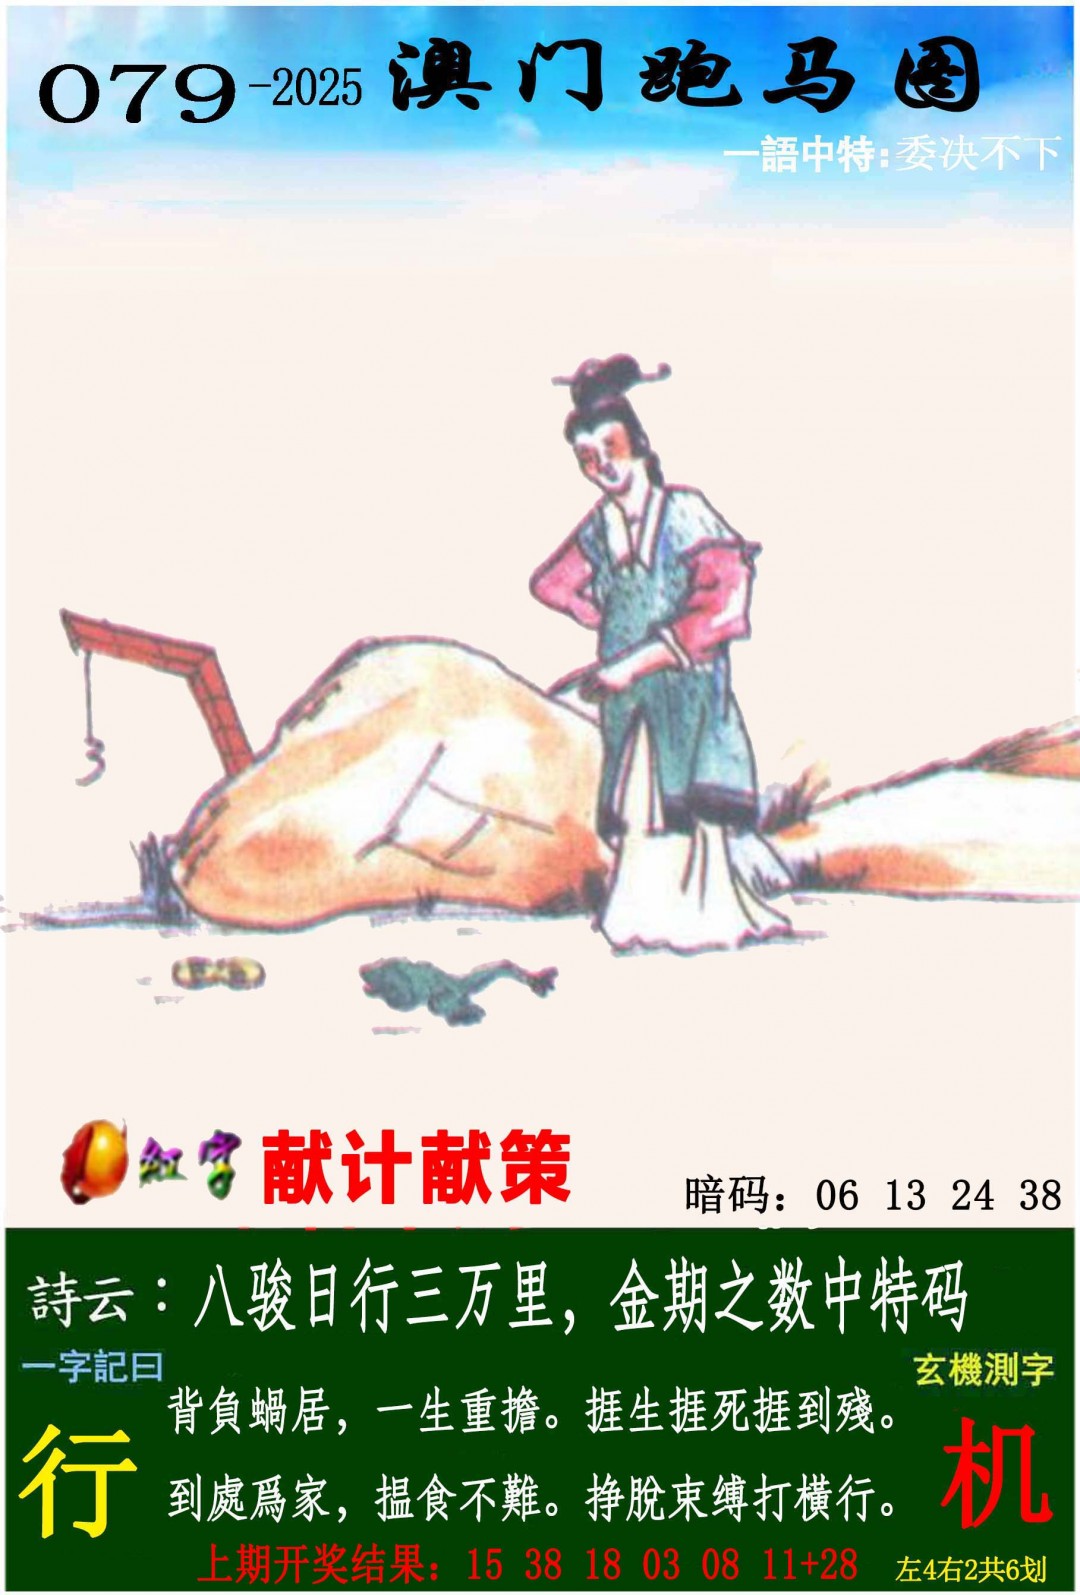 079-2025 澳门跑马图
一語中特:委决不下
红字 献计献策
暗码：06 13 24 38
詩云：八骏日行三万里，金期之数中特码
一字記曰
玄機測字
行
机
背負蝸居，一生重擔。捱生捱死捱到殘。
到處爲家，揾食不難。挣脫束缚打橫行。
上期开奖结果：15 38 18 03 08 11+28
左4右2共6划